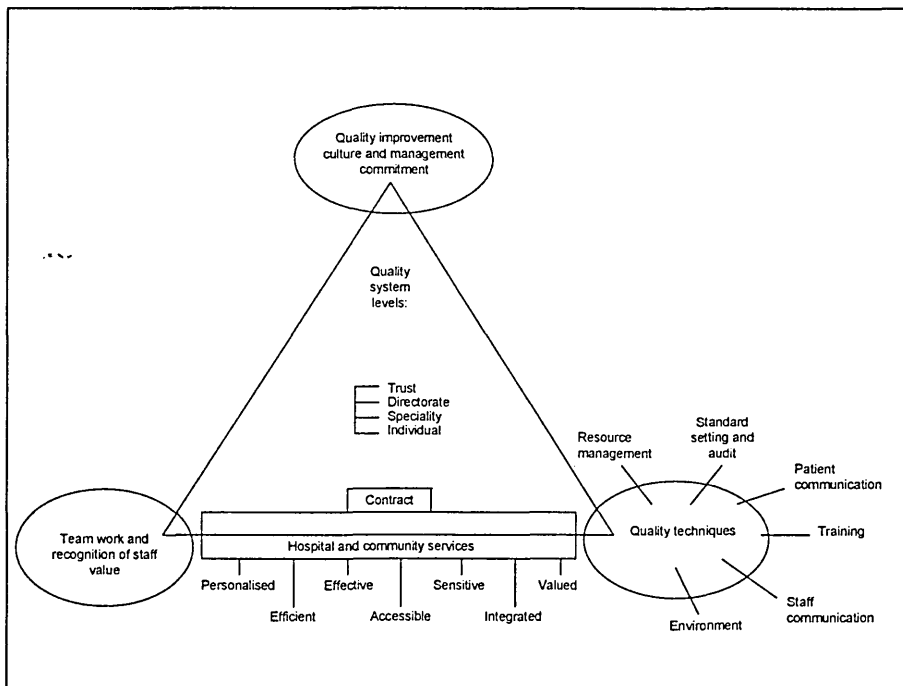 Quality improvement
culture and management
commitment
Quality
system
levels:
Trust
Directorate
Speciality
Individual
Resource
management
Standard
setting and
audit
Patient
communication
Contract
Team work and
recognition of staff
value
Hospital and community services
Quality techniques
Training
Personalised
Effective
Sensitive
Valued
Efficient
Accessible
Integrated
Environment
Staff
communication